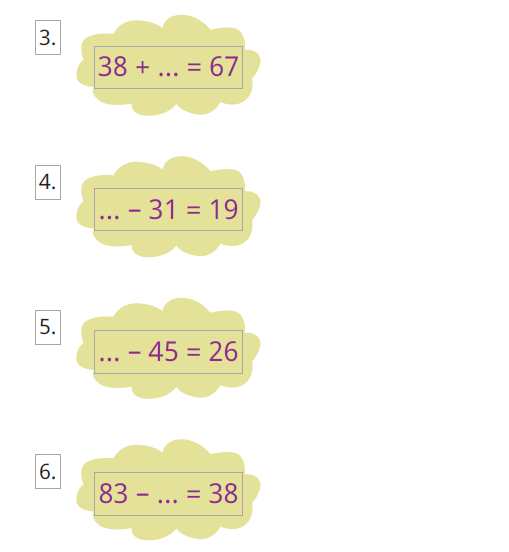 3.
38 + ... = 67
4.
... – 31 = 19
5.
... – 45 = 26
6.
83 – ... = 38